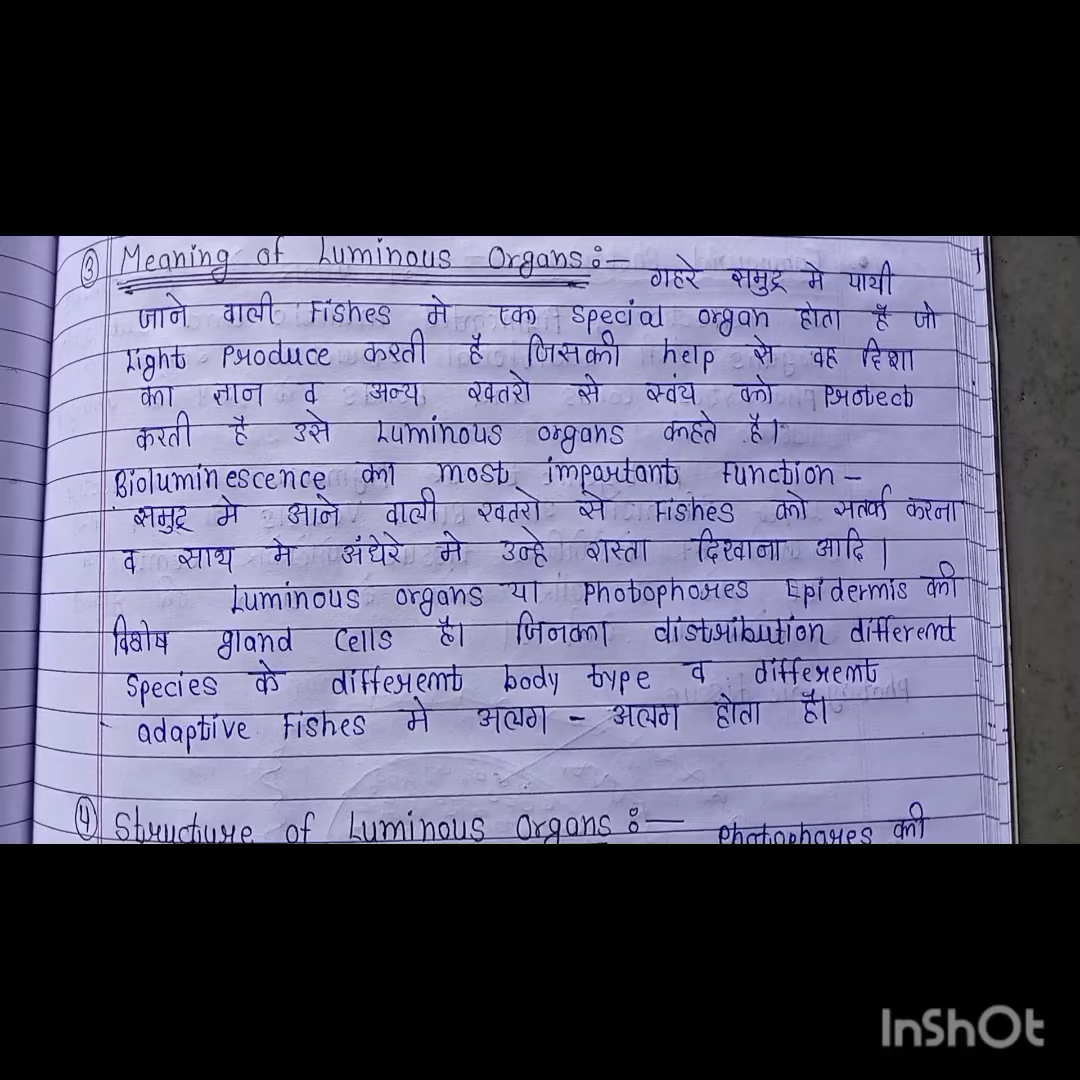 ③ Meaning of Luminous Organs :- गहरे समुद्र मे पायी
जाने वाली Fishes मे एक special organ होता है जो
Light Produce करती है जिसकी help से वह दिशा
का ज्ञान व अन्य खतरो से स्वंय को Protect
करती है उसे Luminous organs कहते है।
Bioluminescence का most important Function -
समुद्र मे आने वाली खतरो से Fishes को सतर्क करना
व साथ मे अंधेरे मे उन्हे रास्ता दिखाना आदि।
Luminous organs या Photophores Epidermis की
विशेष gland cells है। जिनका distribution different
Species के different body type व different
adaptive Fishes मे अलग - अलग होता है।
④ Structure of Luminous Organs :- Photophores की
InShOt